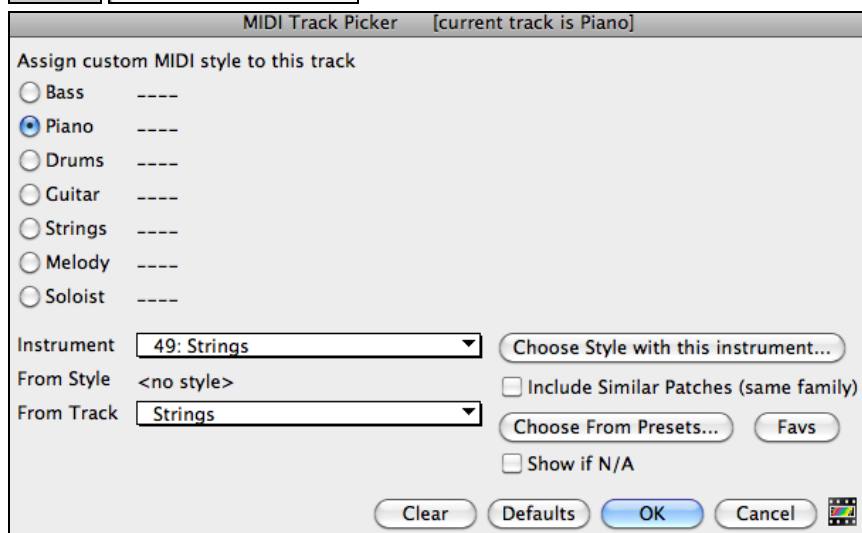 MIDI Track Picker [current track is Piano]
Assign custom MIDI style to this track
Bass ----
Piano ----
Drums ----
Guitar ----
Strings ----
Melody ----
Soloist ----
Instrument 49: Strings Choose Style with this instrument...
From Style <no style> Include Similar Patches (same family)
From Track Strings Choose From Presets... Favs
Show if N/A
Clear Defaults OK Cancel